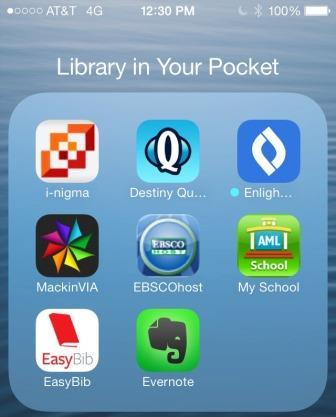 AT&T 4G 12:30 PM 100%
Library in Your Pocket
i-nigma Destiny Qu... Enligh...
EBSCO
HOST
AML
School
MackinVIA EBSCOhost My School
EasyBib
EasyBib Evernote